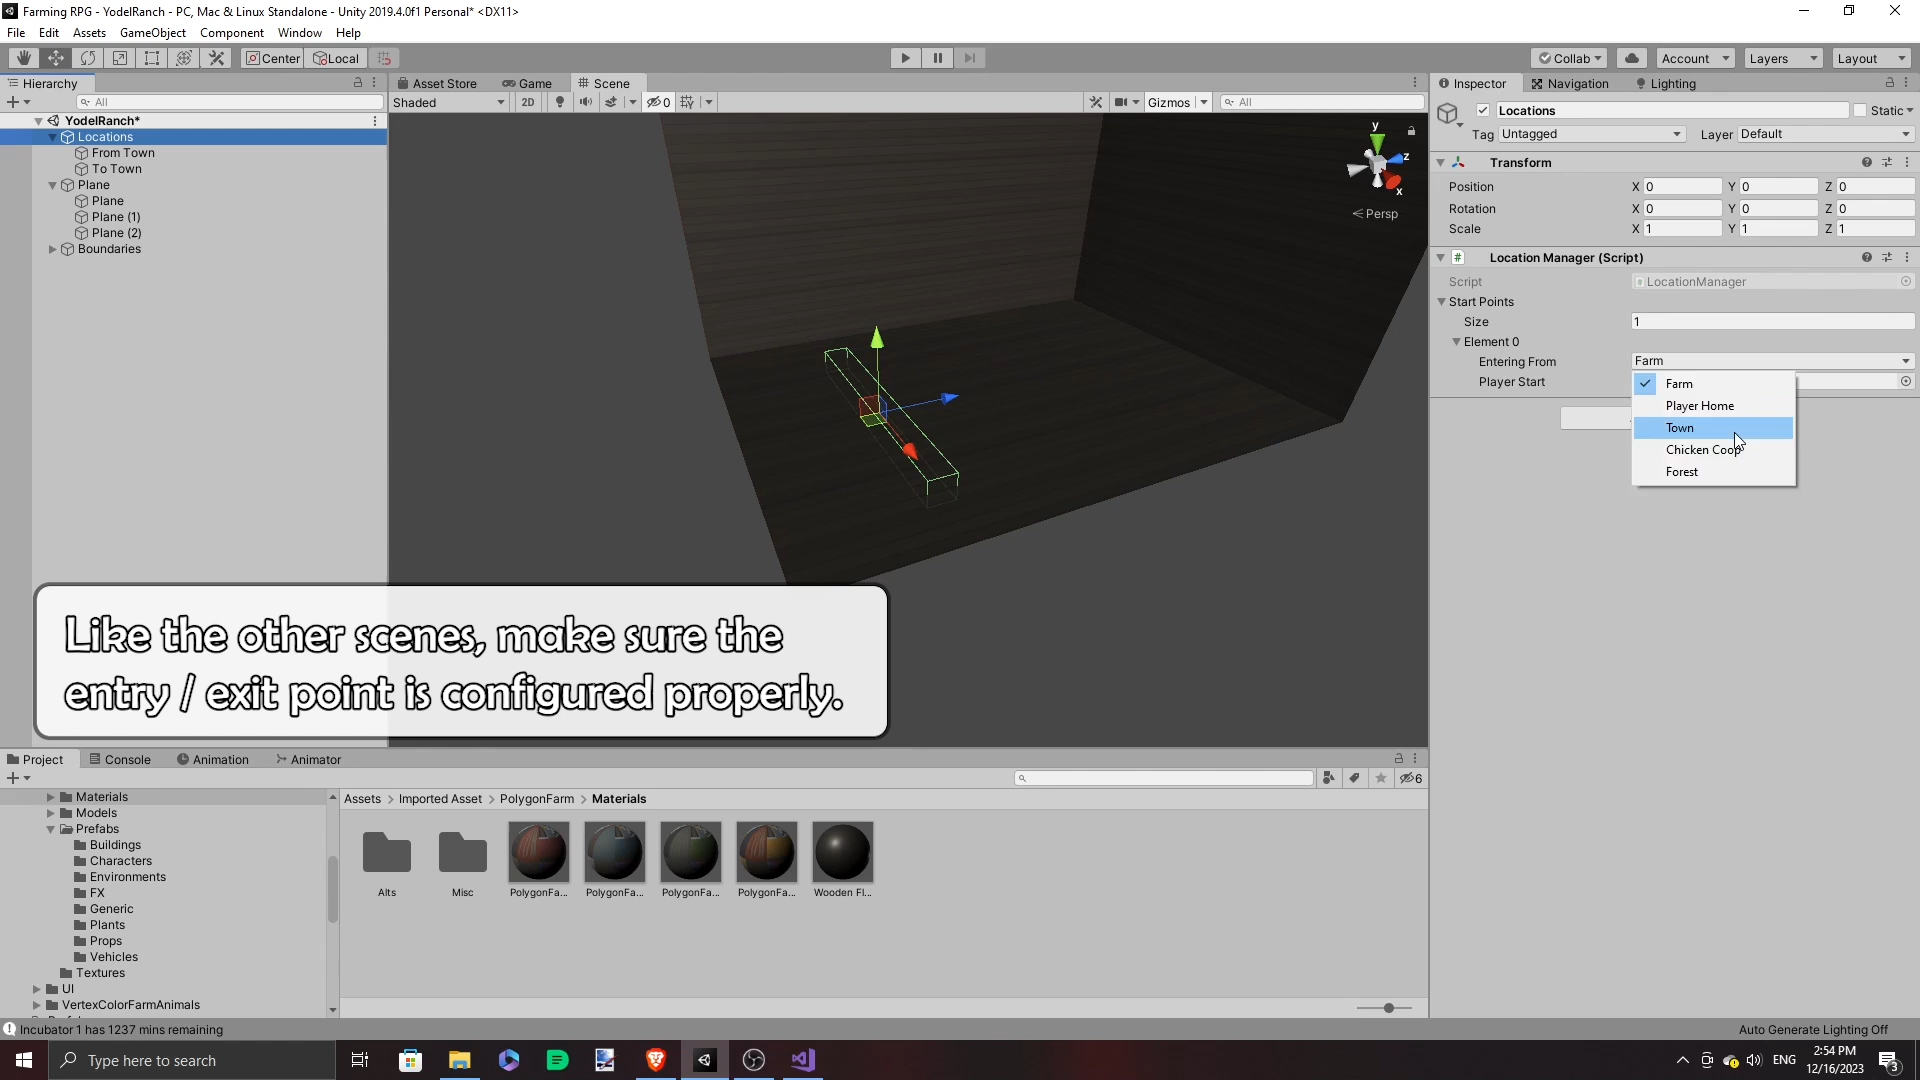 Farming RPG - YodelRanch - PC, Mac & Linux Standalone - Unity 2019.4.0f1 Personal* <DX11>
File Edit Assets GameObject Component Window Help
Center Local Collab Account Layers Layout
Hierarchy
All
YodelRanch*
Locations
From Town
To Town
Plane
Plane
Plane (1)
Plane (2)
Boundaries
Asset Store Game Scene
Shaded 2D 0 Gizmos All
y
z
x
Persp
Inspector Navigation Lighting
Locations Static
Tag Untagged Layer Default
Transform
Position X 0 Y 0 Z 0
Rotation X 0 Y 0 Z 0
Scale X 1 Y 1 Z 1
Location Manager (Script)
Script LocationManager
Start Points
Size 1
Element 0
Entering From Farm
Player Start
Farm
Player Home
Town
Chicken Coop
Forest
Like the other scenes, make sure the
entry / exit point is configured properly.
Project Console Animation Animator
6
Materials
Models
Prefabs
Buildings
Characters
Environments
FX
Generic
Plants
Props
Vehicles
Textures
UI
VertexColorFarmAnimals
Assets > Imported Asset > PolygonFarm > Materials
Alts Misc PolygonFa... PolygonFa... PolygonFa... PolygonFa... Wooden Fl...
Incubator 1 has 1237 mins remaining
Auto Generate Lighting Off
Type here to search
ENG
2:54 PM
12/16/2023
3